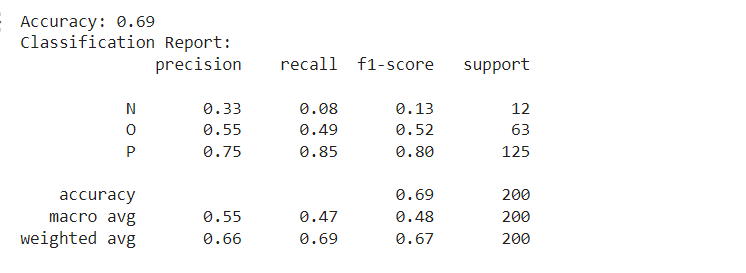 Accuracy: 0.69
Classification Report:
precision recall f1-score support
N 0.33 0.08 0.13 12
O 0.55 0.49 0.52 63
P 0.75 0.85 0.80 125
accuracy 0.69 200
macro avg 0.55 0.47 0.48 200
weighted avg 0.66 0.69 0.67 200